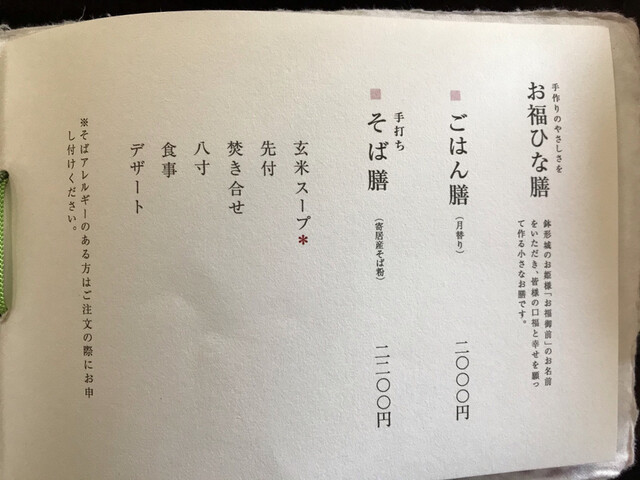 手作りのやさしさを
お福ひな膳
鉢形城のお姫様「お福御前」のお名前
をいただき、皆様の口福と幸せを願っ
て作る小さなお膳です。
■ごはん膳(月替り) 二〇〇〇円
手打ち
■そば膳(寄居産そば粉) 二二〇〇円
玄米スープ*
先付
焚き合せ
八寸
食事
デザート
※そばアレルギーのある方はご注文の際にお申
し付けください。